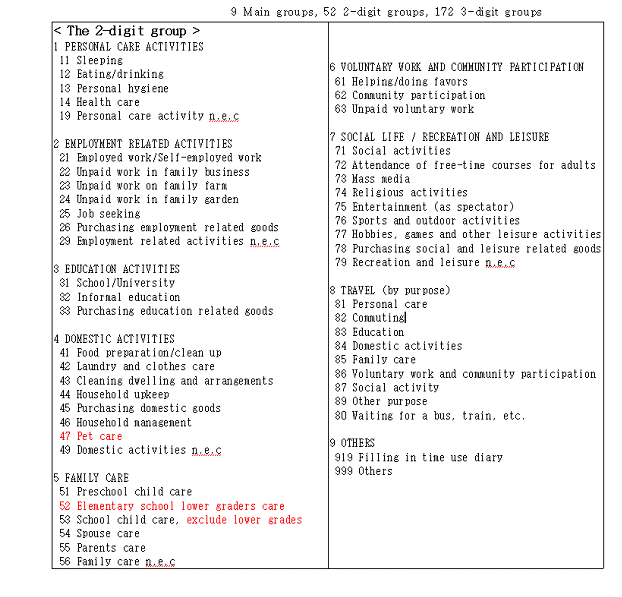 9 Main groups, 52 2-digit groups, 172 3-digit groups
< The 2-digit group >
1 PERSONAL CARE ACTIVITIES
11 Sleeping
12 Eating/drinking
13 Personal hygiene
14 Health care
19 Personal care activity n.e.c
2 EMPLOYMENT RELATED ACTIVITIES
21 Employed work/Self-employed work
22 Unpaid work in family business
23 Unpaid work on family farm
24 Unpaid work in family garden
25 Job seeking
26 Purchasing employment related goods
29 Employment related activities n.e.c
3 EDUCATION ACTIVITIES
31 School/University
32 Informal education
33 Purchasing education related goods
4 DOMESTIC ACTIVITIES
41 Food preparation/clean up
42 Laundry and clothes care
43 Cleaning dwelling and arrangements
44 Household upkeep
45 Purchasing domestic goods
46 Household management
47 Pet care
49 Domestic activities n.e.c
5 FAMILY CARE
51 Preschool child care
52 Elementary school lower graders care
53 School child care, exclude lower grades
54 Spouse care
55 Parents care
56 Family care n.e.c
6 VOLUNTARY WORK AND COMMUNITY PARTICIPATION
61 Helping/doing favors
62 Community participation
63 Unpaid voluntary work
7 SOCIAL LIFE / RECREATION AND LEISURE
71 Social activities
72 Attendance of free-time courses for adults
73 Mass media
74 Religious activities
75 Entertainment (as spectator)
76 Sports and outdoor activities
77 Hobbies, games and other leisure activities
78 Purchasing social and leisure related goods
79 Recreation and leisure n.e.c
8 TRAVEL (by purpose)
81 Personal care
82 Commuting
83 Education
84 Domestic activities
85 Family care
86 Voluntary work and community participation
87 Social activity
89 Other purpose
80 Waiting for a bus, train, etc.
9 OTHERS
919 Filling in time use diary
999 Others